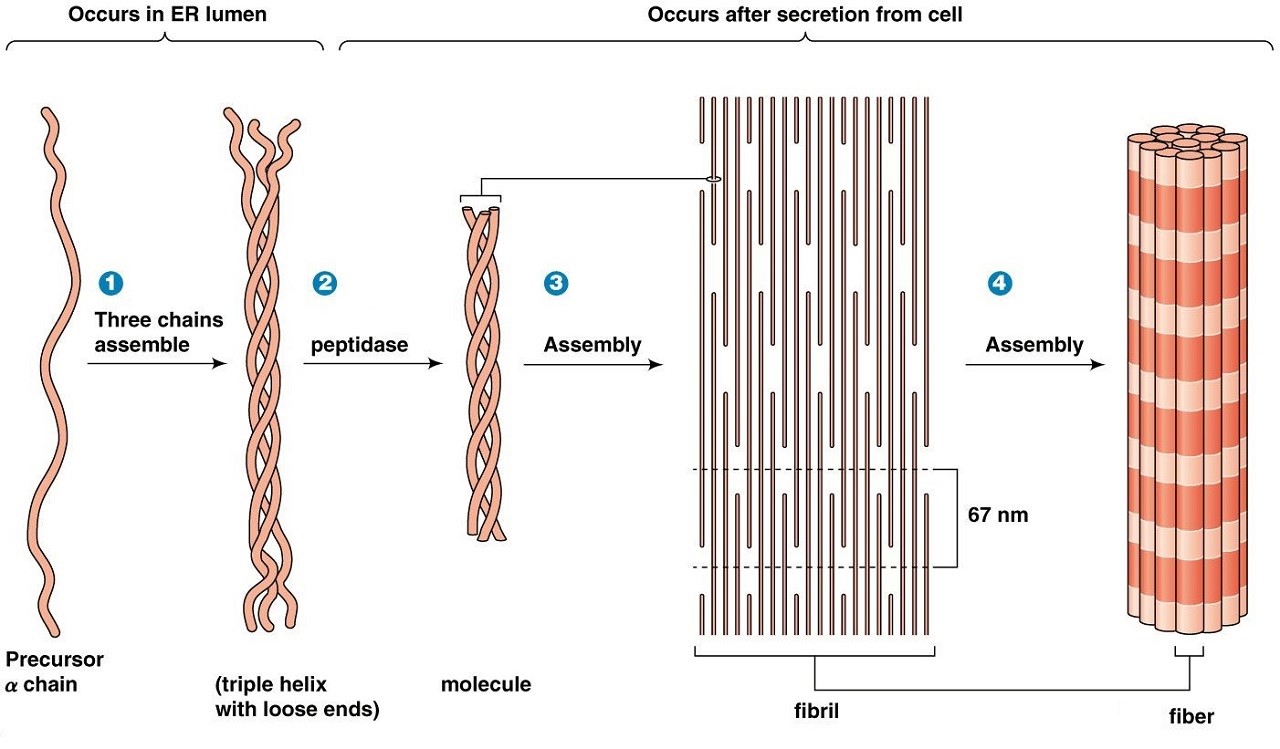 Occurs in ER lumen
Occurs after secretion from cell
1
Three chains
assemble
2
peptidase
3
Assembly
4
Assembly
67 nm
Precursor
α chain
(triple helix
with loose ends)
molecule
fibril
fiber